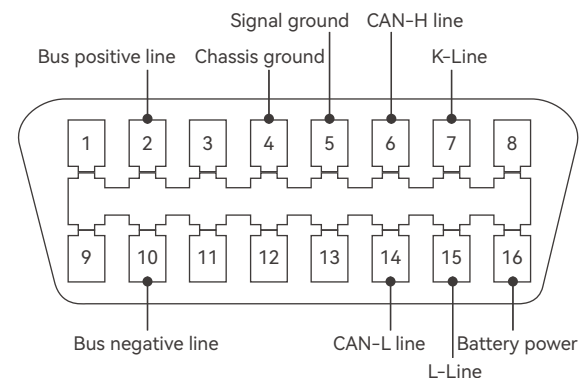 Signal ground CAN-H line
Bus positive line Chassis ground K-Line
1 2 3 4 5 6 7 8
9 10 11 12 13 14 15 16
Bus negative line CAN-L line Battery power
L-Line